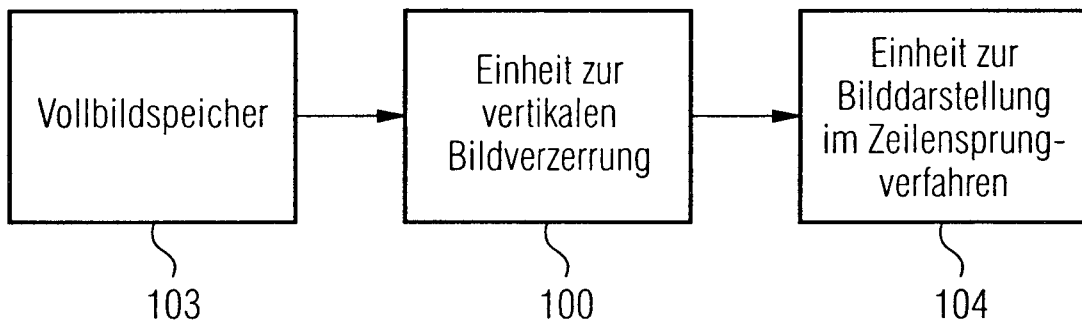 Vollbildspeicher
Einheit zur
vertikalen
Bildverzerrung
Einheit zur
Bilddarstellung
im Zeilensprung-
verfahren
103
100
104